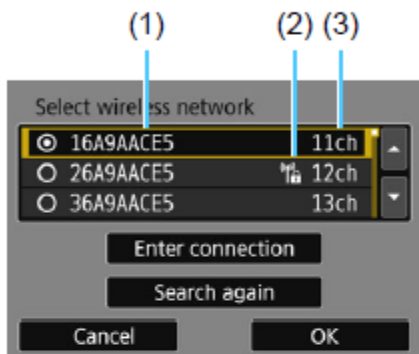 (1) (2) (3)
Select wireless network
16A9AACE5 11ch
26A9AACE5 12ch
36A9AACE5 13ch
Enter connection
Search again
Cancel OK